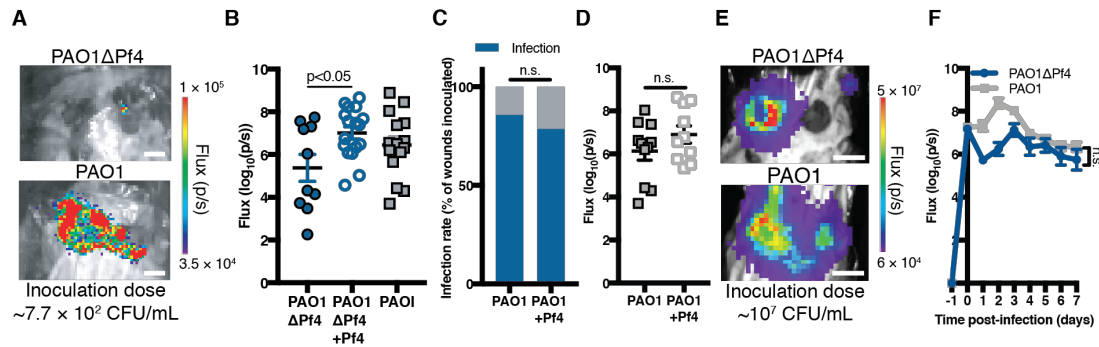 A
PAO1ΔPf4
PAO1
Inoculation dose
~7.7 × 10² CFU/mL
1 × 10⁵
Flux (p/s)
3.5 × 10⁴
B
Flux (log₁₀(p/s))
10
8
6
4
2
0
p<0.05
PAO1
ΔPf4
PAO1
ΔPf4
+Pf4
PAOI
C
Infection
Infection rate (% of wounds inoculated)
100
50
0
n.s.
PAO1
PAO1
+Pf4
D
Flux (log₁₀(p/s))
10
8
6
4
2
0
n.s.
PAO1
PAO1
+Pf4
E
PAO1ΔPf4
PAO1
Inoculation dose
~10⁷ CFU/mL
5 × 10⁷
Flux (p/s)
6 × 10⁴
F
PAO1ΔPf4
PAO1
Flux (log₁₀(p/s))
10
8
6
4
2
0
n.s.
-1 0 1 2 3 4 5 6 7
Time post-infection (days)